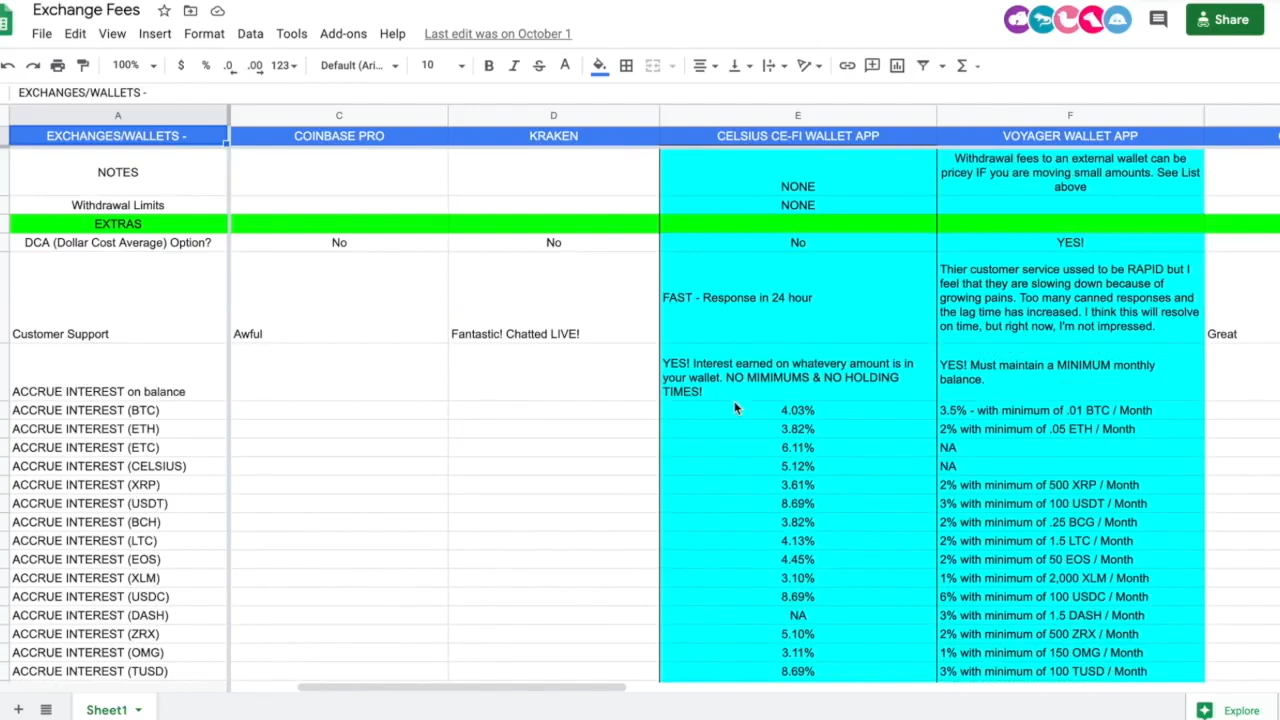 Exchange Fees
File Edit View Insert Format Data Tools Add-ons Help Last edit was on October 1
Share
100% $ % .0 .00 123 Default (Ari... 10 B I S A
EXCHANGES/WALLETS -
A C D E F
EXCHANGES/WALLETS - COINBASE PRO KRAKEN CELSIUS CE-FI WALLET APP VOYAGER WALLET APP
NOTES
NONE
Withdrawal fees to an external wallet can be
pricey IF you are moving small amounts. See List
above
Withdrawal Limits NONE
EXTRAS
DCA (Dollar Cost Average) Option? No No No YES!
Customer Support Awful Fantastic! Chatted LIVE! FAST - Response in 24 hour
Thier customer service ussed to be RAPID but I
feel that they are slowing down because of
growing pains. Too many canned responses and
the lag time has increased. I think this will resolve
on time, but right now, I'm not impressed.
Great
ACCRUE INTEREST on balance
YES! Interest earned on whatevery amount is in
your wallet. NO MIMIMUMS & NO HOLDING
TIMES!
YES! Must maintain a MINIMUM monthly
balance.
ACCRUE INTEREST (BTC) 4.03% 3.5% - with minimum of .01 BTC / Month
ACCRUE INTEREST (ETH) 3.82% 2% with minimum of .05 ETH / Month
ACCRUE INTEREST (ETC) 6.11% NA
ACCRUE INTEREST (CELSIUS) 5.12% NA
ACCRUE INTEREST (XRP) 3.61% 2% with minimum of 500 XRP / Month
ACCRUE INTEREST (USDT) 8.69% 3% with minimum of 100 USDT / Month
ACCRUE INTEREST (BCH) 3.82% 2% with minimum of .25 BCG / Month
ACCRUE INTEREST (LTC) 4.13% 2% with minimum of 1.5 LTC / Month
ACCRUE INTEREST (EOS) 4.45% 2% with minimum of 50 EOS / Month
ACCRUE INTEREST (XLM) 3.10% 1% with minimum of 2,000 XLM / Month
ACCRUE INTEREST (USDC) 8.69% 6% with minimum of 100 USDC / Month
ACCRUE INTEREST (DASH) NA 3% with minimum of 1.5 DASH / Month
ACCRUE INTEREST (ZRX) 5.10% 2% with minimum of 500 ZRX / Month
ACCRUE INTEREST (OMG) 3.11% 1% with minimum of 150 OMG / Month
ACCRUE INTEREST (TUSD) 8.69% 3% with minimum of 100 TUSD / Month
Sheet1
Explore